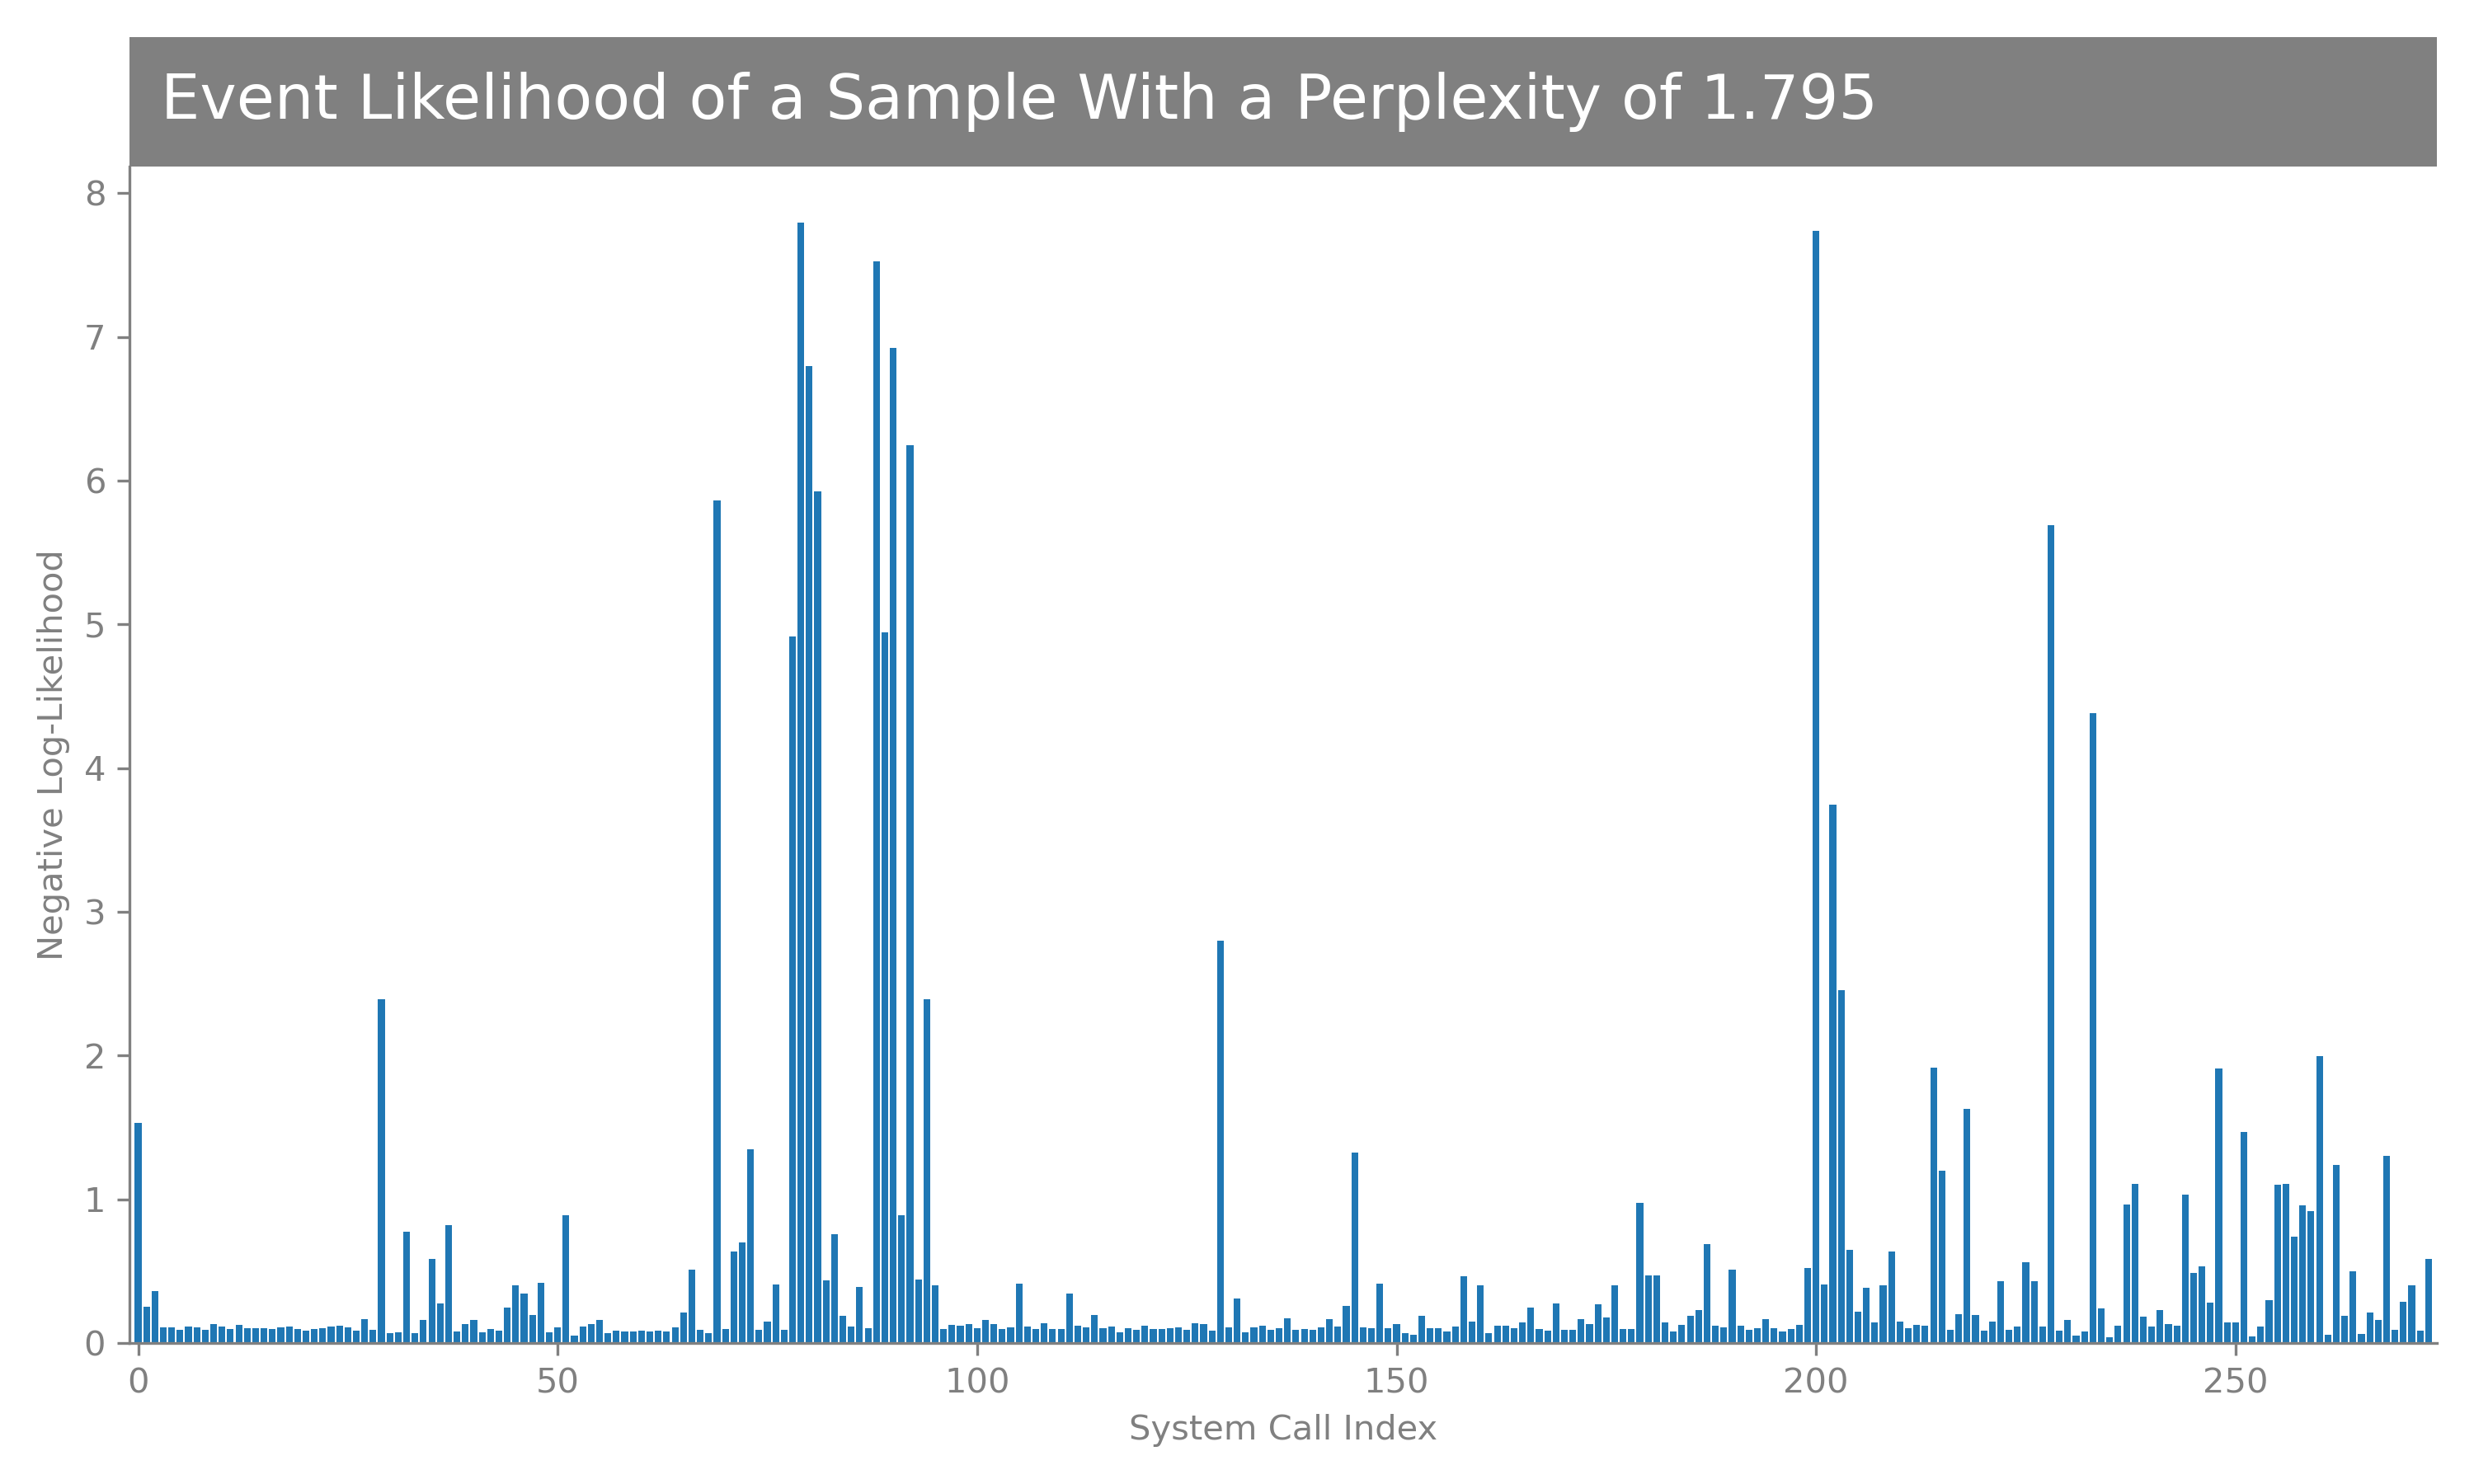 Event Likelihood of a Sample With a Perplexity of 1.795
8
7
6
5
4
3
2
1
0
Negative Log-Likelihood
0 50 100 150 200 250
System Call Index